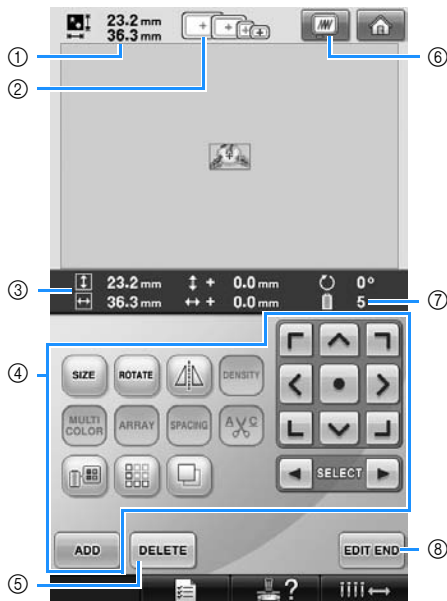 23.2 mm
36.3 mm
①
②
⑥
③
23.2 mm + 0.0 mm 0°
36.3 mm + 0.0 mm 5
⑦
④
SIZE ROTATE DENSITY
MULTI COLOR ARRAY SPACING A C
SELECT
ADD DELETE EDIT END
⑧
⑤
?